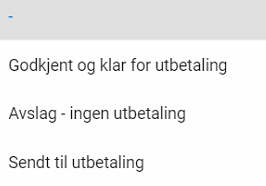 -
Godkjent og klar for utbetaling
Avslag - ingen utbetaling
Sendt til utbetaling